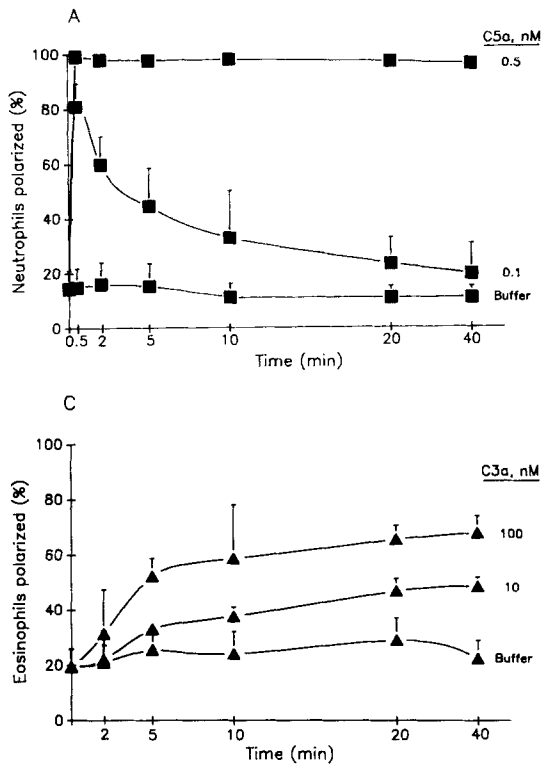 A
C5a, nM
100
80
60
40
20
0
Neutrophils polarized (%)
0.5
0.1
Buffer
0.5 2 5 10 20 40
Time (min)
C
C3a, nM
100
80
60
40
20
0
Eosinophils polarized (%)
100
10
Buffer
2 5 10 20 40
Time (min)